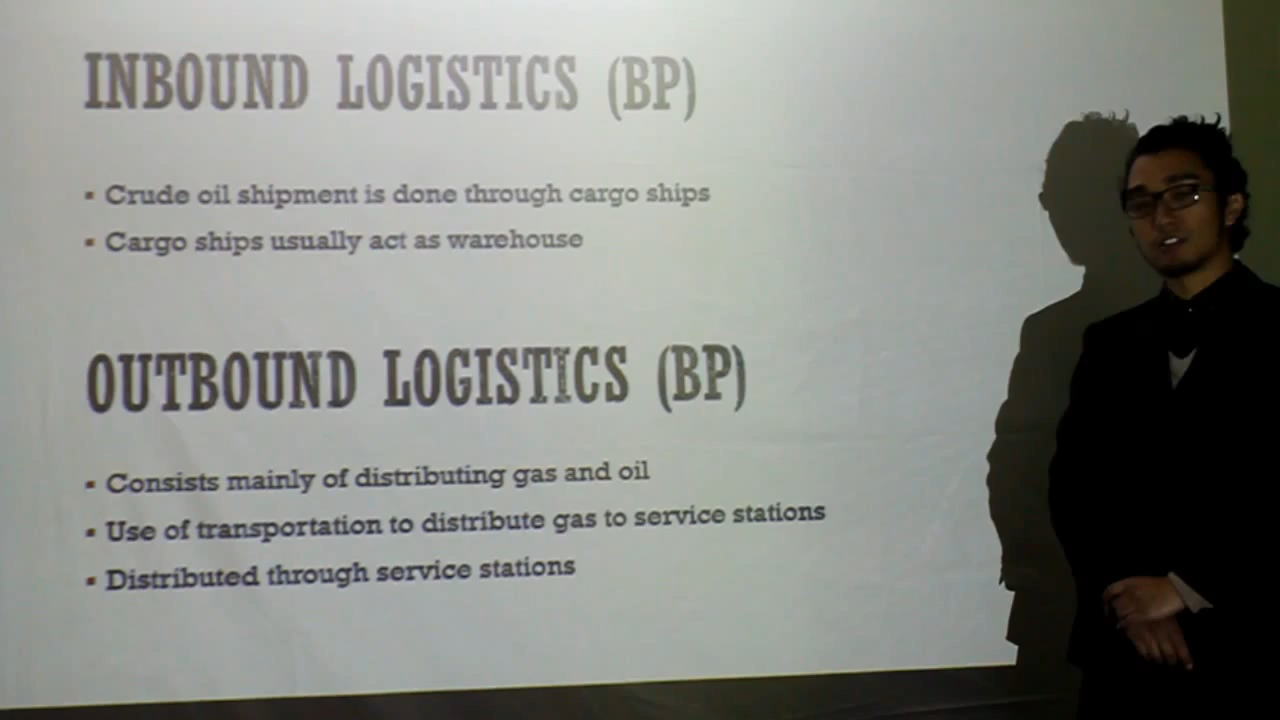 INBOUND LOGISTICS (BP)
▪ Crude oil shipment is done through cargo ships
▪ Cargo ships usually act as warehouse
OUTBOUND LOGISTICS (BP)
▪ Consists mainly of distributing gas and oil
▪ Use of transportation to distribute gas to service stations
▪ Distributed through service stations